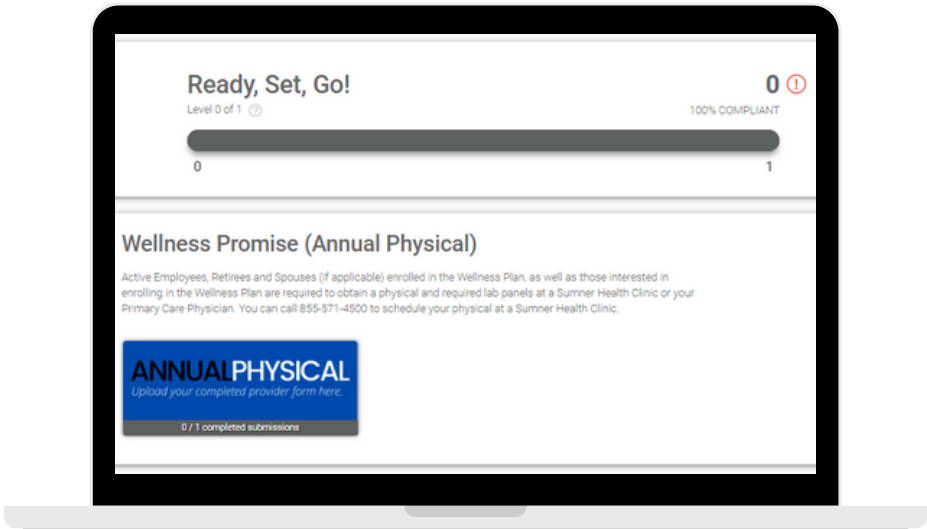 Ready, Set, Go!
0
Level 0 of 1
100% COMPLIANT
0
1
Wellness Promise (Annual Physical)
Active Employees, Retirees and Spouses (if applicable) enrolled in the Wellness Plan, as well as those interested in
enrolling in the Wellness Plan are required to obtain a physical and required lab panels at a Sumner Health Clinic or your
Primary Care Physician. You can call 855-571-4500 to schedule your physical at a Sumner Health Clinic.
ANNUALPHYSICAL
Upload your completed provider form here.
0 / 1 completed submissions